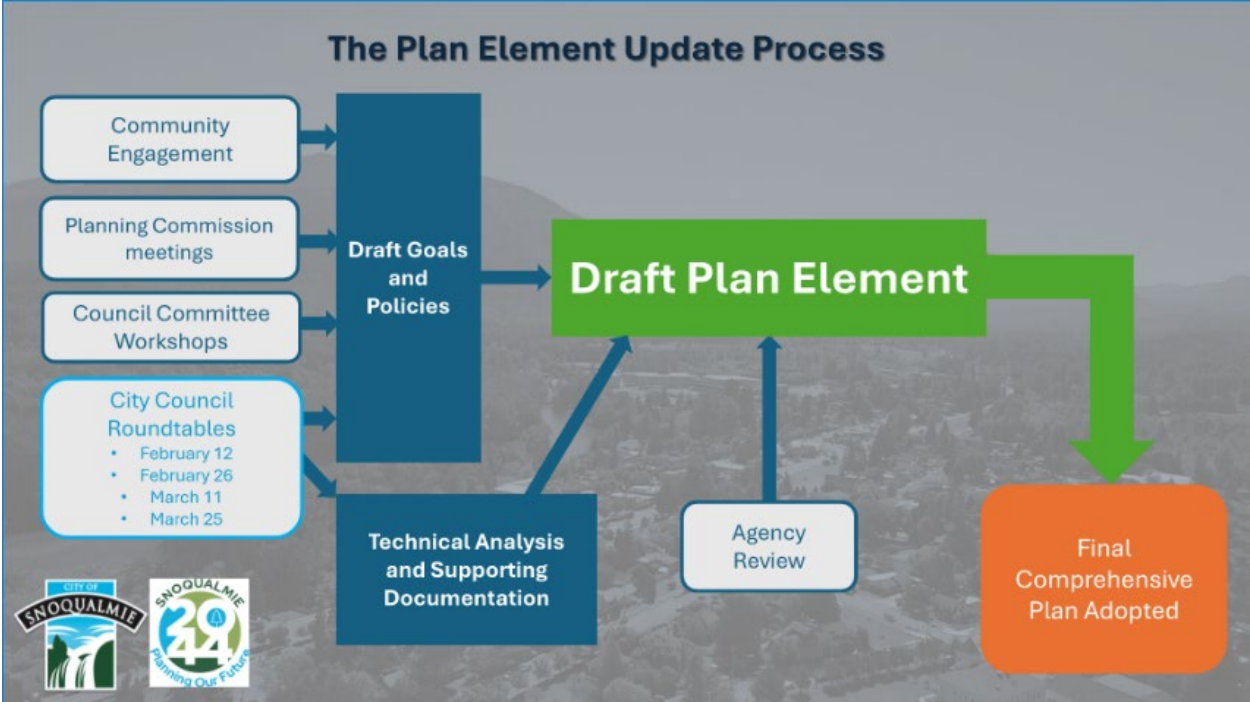 The Plan Element Update Process
Community
Engagement
Planning Commission
meetings
Council Committee
Workshops
City Council
Roundtables
• February 12
• February 26
• March 11
• March 25
Draft Goals
and
Policies
Technical Analysis
and Supporting
Documentation
Draft Plan Element
Agency
Review
Final
Comprehensive
Plan Adopted
CITY OF
SNOQUALMIE
SNOQUALMIE
2044
Planning Our Future